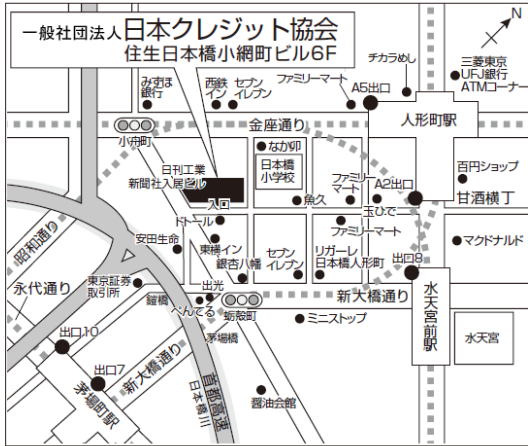 一般社団法人 日本クレジット協会
住生日本橋小網町ビル6F
N
みずほ
銀行
西鉄
イン
セブン
イレブン
ファミリーマート
チカラめし
A5出口
三菱東京
UFJ銀行
ATMコーナー
小舟町
金座通り
人形町駅
なか卯
日本橋
小学校
日刊工業
新聞社入居ビル
入口
魚久
ファミリー
マート
A2出口
百円ショップ
甘酒横丁
ドトール
玉ひで
ファミリーマート
昭和通り
安田生命
東横イン
銀杏八幡
セブン
イレブン
リガーレ
日本橋人形町
出口8
マクドナルド
永代通り
東京証券
取引所
鎧橋
出光
ぺんてる
蛎殻町
新大橋通り
水天宮前駅
水天宮
ミニストップ
茅場橋
出口10
出口7
新大橋通り
茅場町駅
首都高速
日本橋川
醤油会館